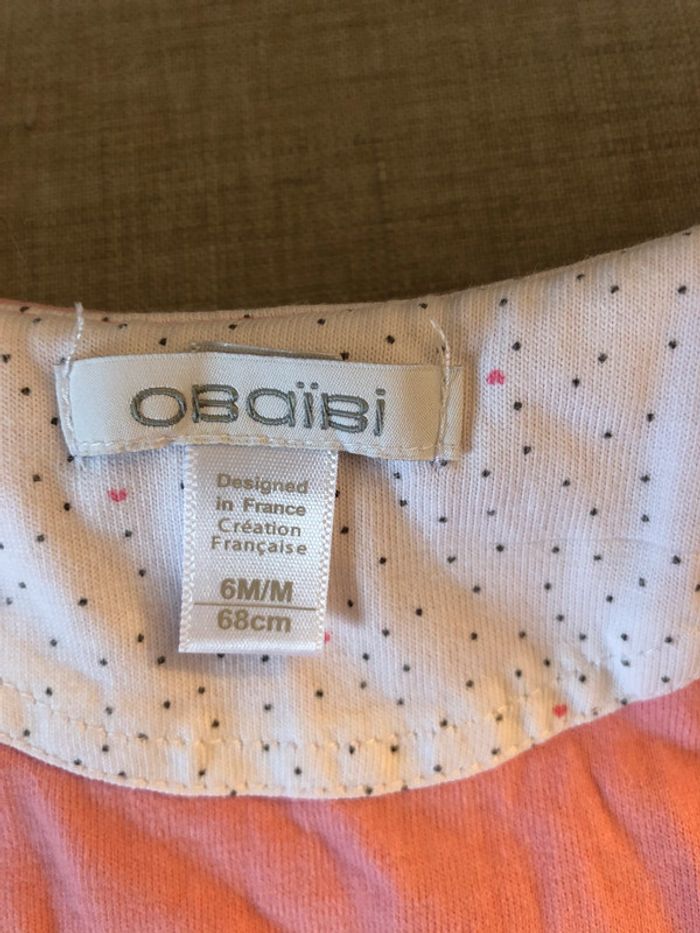 OBaïBi
Designed
in France
Création
Française
6M/M
68cm